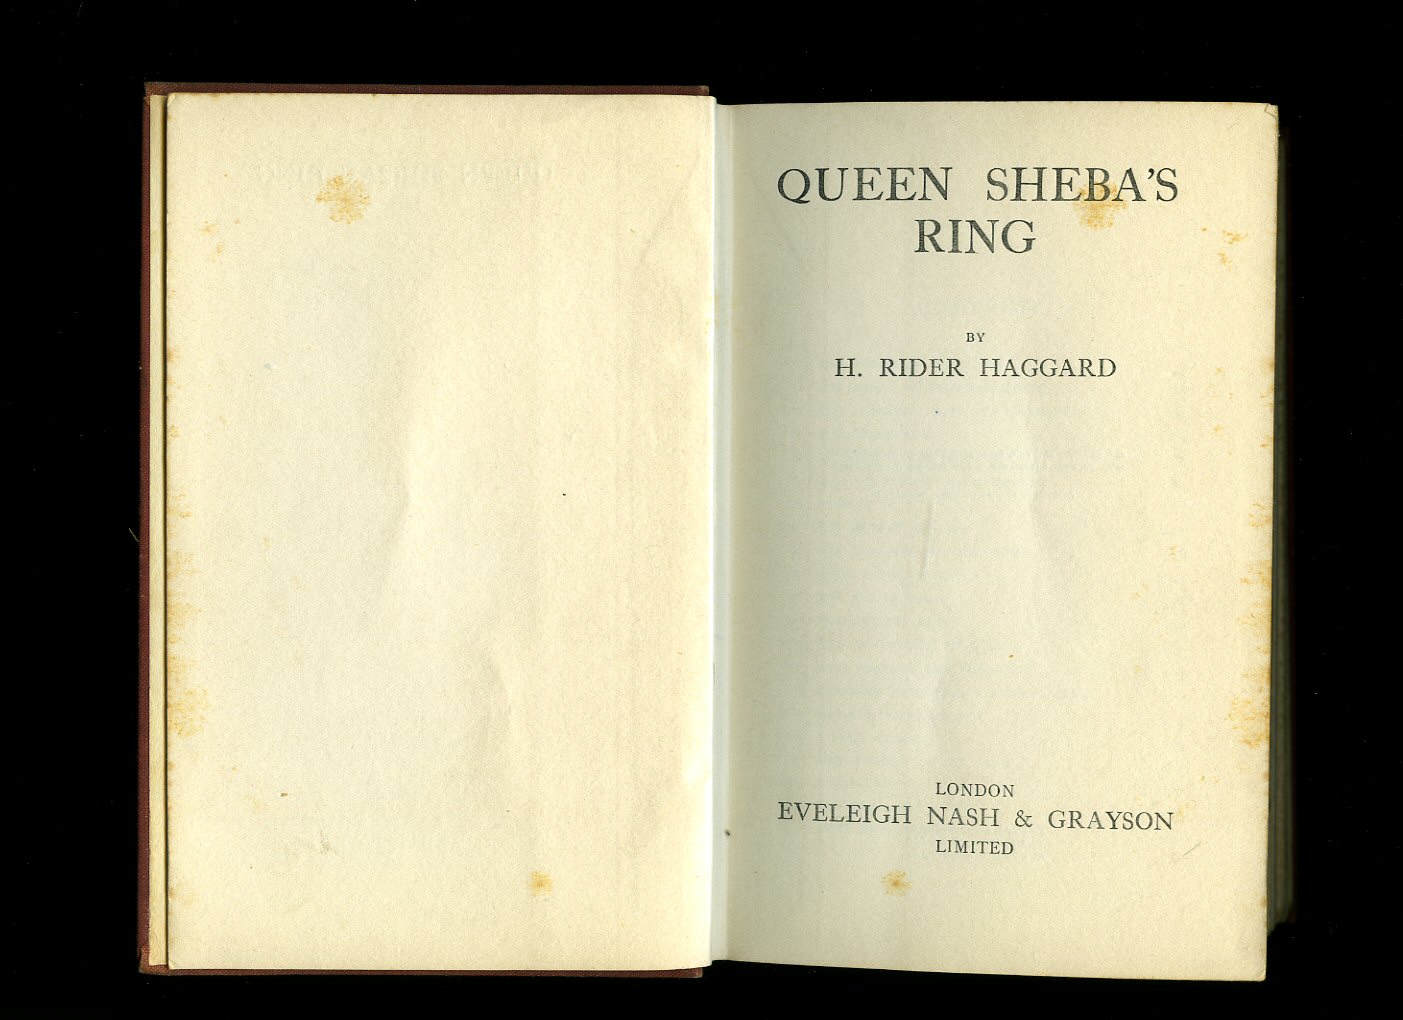 QUEEN SHEBA'S
RING
BY
H. RIDER HAGGARD
LONDON
EVELEIGH NASH & GRAYSON
LIMITED